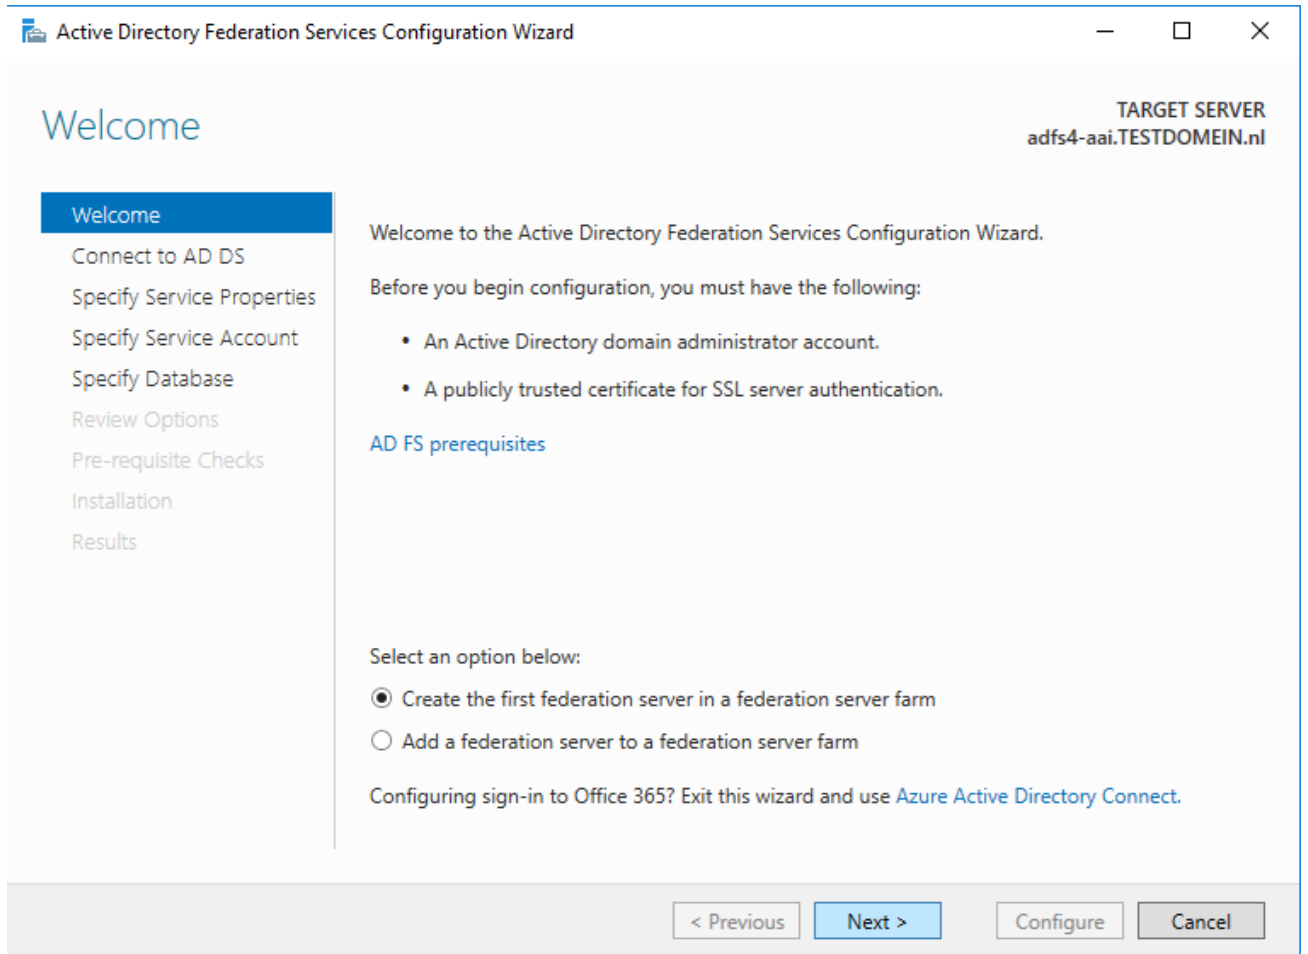 Active Directory Federation Services Configuration Wizard
Welcome
TARGET SERVER
adfs4-aai.TESTDOMEIN.nl
Welcome
Connect to AD DS
Specify Service Properties
Specify Service Account
Specify Database
Review Options
Pre-requisite Checks
Installation
Results
Welcome to the Active Directory Federation Services Configuration Wizard.
Before you begin configuration, you must have the following:
• An Active Directory domain administrator account.
• A publicly trusted certificate for SSL server authentication.
AD FS prerequisites
Select an option below:
Create the first federation server in a federation server farm
Add a federation server to a federation server farm
Configuring sign-in to Office 365? Exit this wizard and use Azure Active Directory Connect.
< Previous
Next >
Configure
Cancel